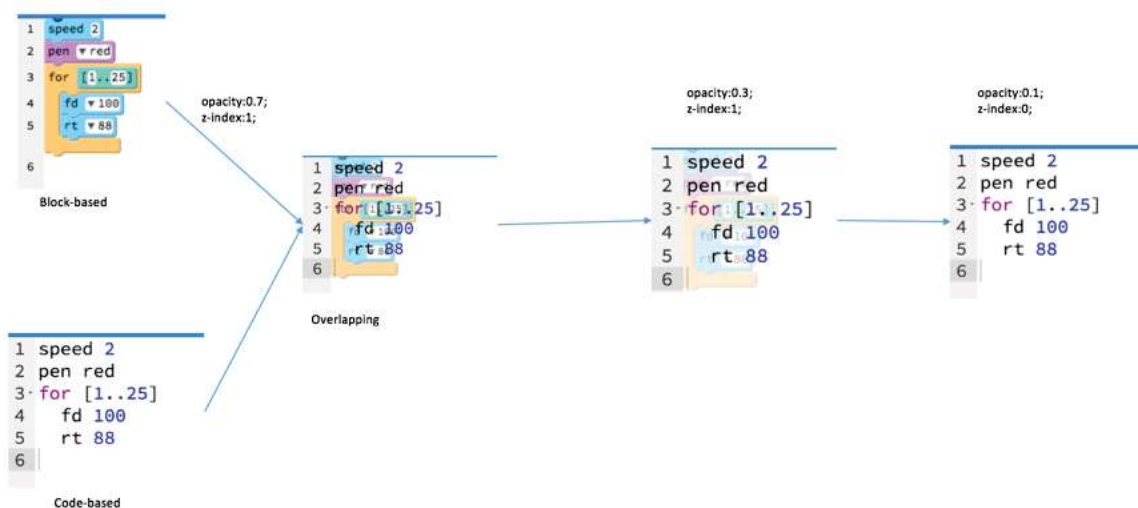 1 speed 2
2 pen ▾ red
3 for [1..25]
4 fd ▾ 100
5 rt ▾ 88
6
Block-based
opacity:0.7;
z-index:1;
1 speed 2
2 pen red
3 for [1..25]
4 fd 100
5 rt 88
6
Overlapping
opacity:0.3;
z-index:1;
1 speed 2
2 pen red
3 for [1..25]
4 fd 100
5 rt 88
6
opacity:0.1;
z-index:0;
1 speed 2
2 pen red
3 for [1..25]
4 fd 100
5 rt 88
6
1 speed 2
2 pen red
3 for [1..25]
4 fd 100
5 rt 88
6
Code-based